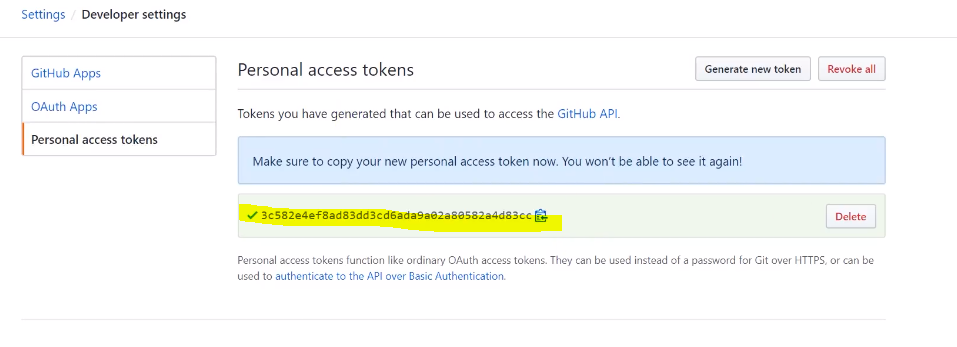 Settings / Developer settings
GitHub Apps
OAuth Apps
Personal access tokens
Personal access tokens
Generate new token
Revoke all
Tokens you have generated that can be used to access the GitHub API.
Make sure to copy your new personal access token now. You won't be able to see it again!
3c582e4ef8ad83dd3cd6ada9a02a80582a4d83cc
Delete
Personal access tokens function like ordinary OAuth access tokens. They can be used instead of a password for Git over HTTPS, or can be
used to authenticate to the API over Basic Authentication.